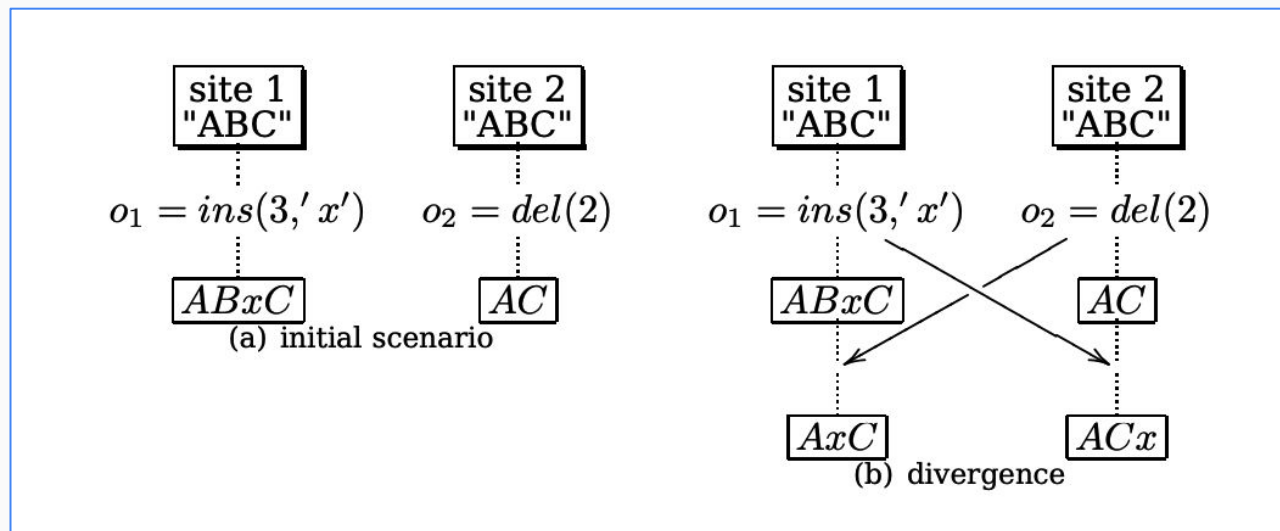 site 1
"ABC"
site 2
"ABC"
o₁ = ins(3,′ x′)
o₂ = del(2)
ABxC
AC
(a) initial scenario
site 1
"ABC"
site 2
"ABC"
o₁ = ins(3,′ x′)
o₂ = del(2)
ABxC
AC
AxC
ACx
(b) divergence